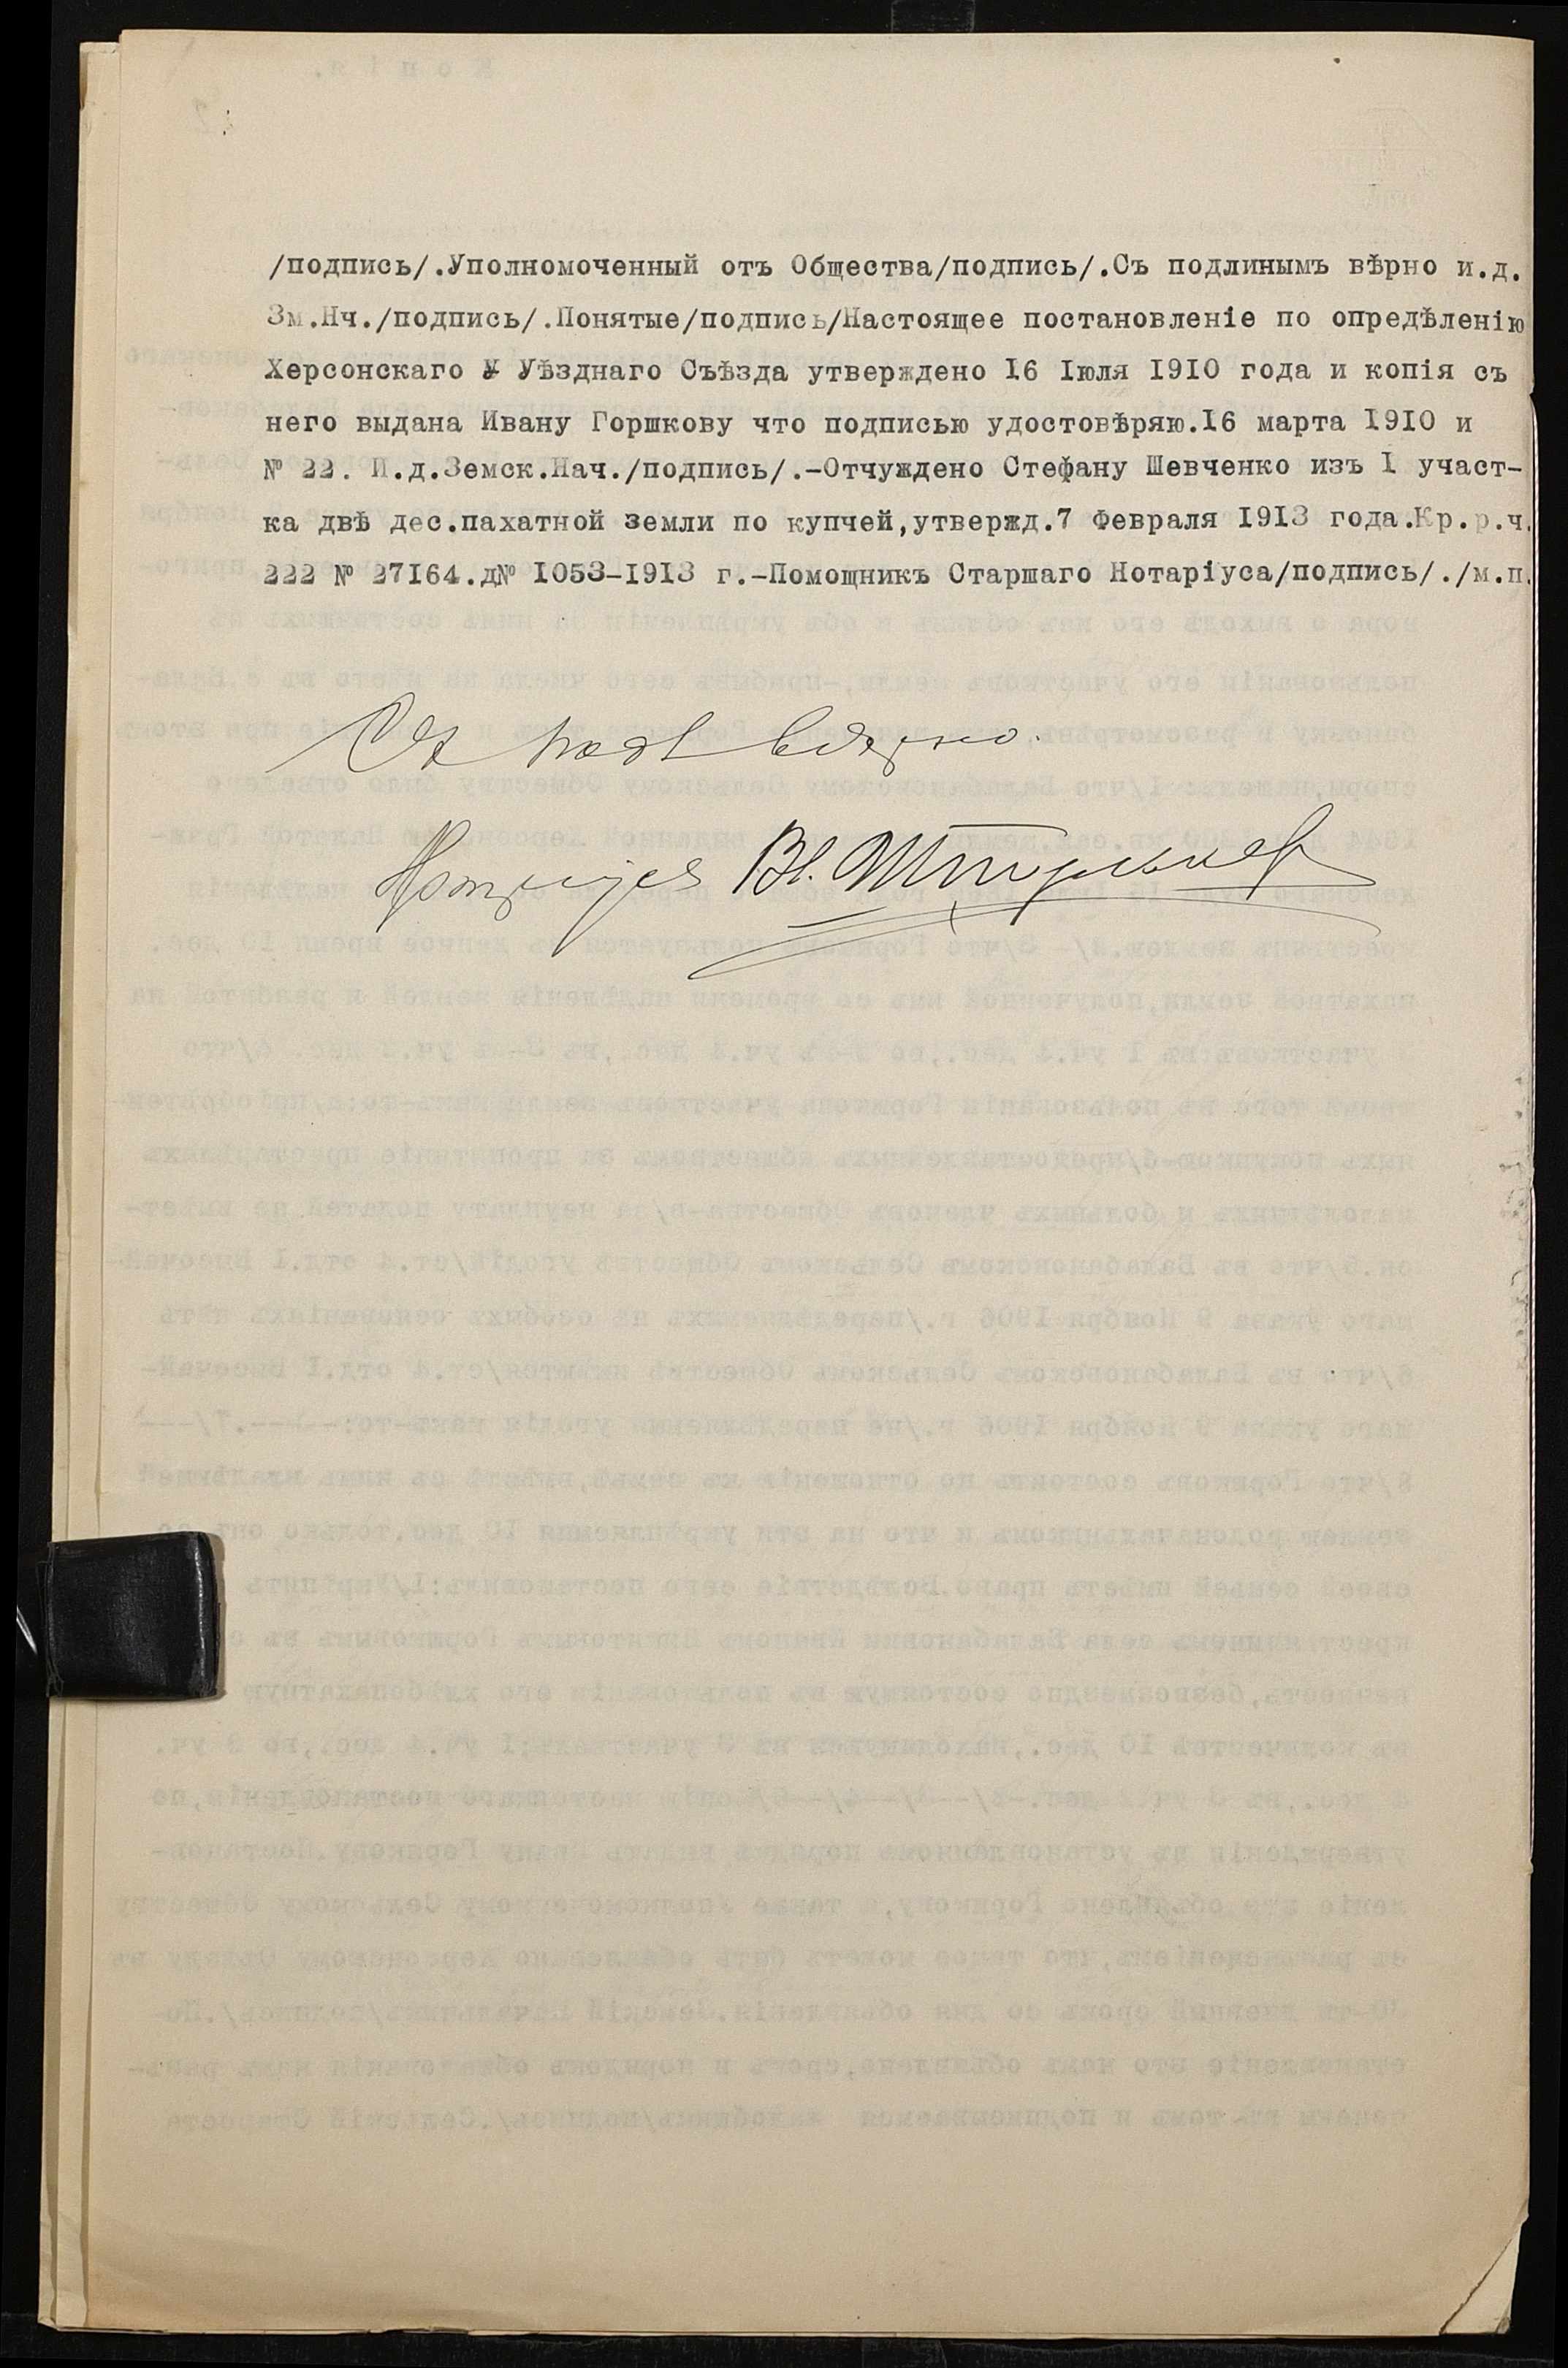 /подпись/.Уполномоченный отъ Общества/подпись/.Съ подлинымъ вѣрно и.д.
Зм.Нч./подпись/.Понятые/подпись/Настоящее постановленіе по опредѣленію
Херсонскаго У Уѣзднаго Съѣзда утверждено 16 Іюля 1910 года и копія съ
него выдана Ивану Горшкову что подписью удостовѣряю.16 марта 1910 и
№ 22. И.д.Земск.Нач./подпись/.-Отчуждено Стефану Шевченко изъ 1 участ-
ка двѣ дес.пахатной земли по купчей,утвержд.7 Февраля 1913 года.Кр.р.ч.
222 № 27164.д№ 1053-1913 г.-Помощникъ Старшаго Нотаріуса/подпись/./м.п.
Съ подл вѣрно.
Нотаріусъ Вл.